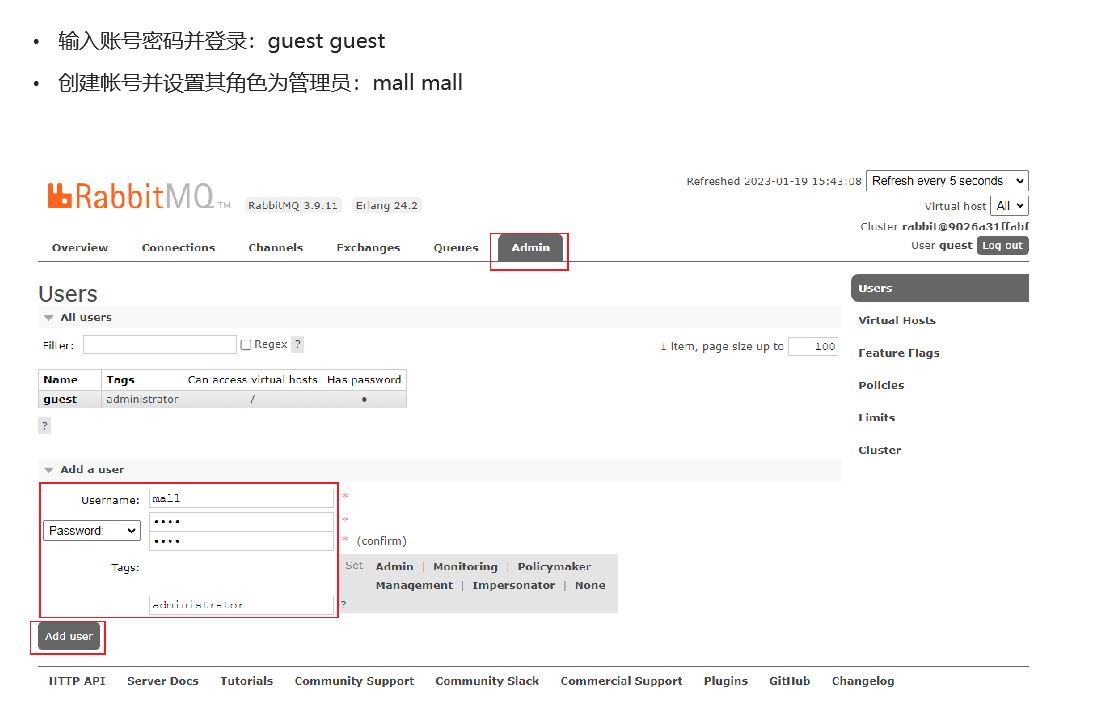 • 输入账号密码并登录：guest guest
• 创建帐号并设置其角色为管理员：mall mall
Refreshed 2023-01-19 15:43:08 Refresh every 5 seconds
RabbitMQ TM RabbitMQ 3.9.11 Erlang 24.2
Virtual host All
Cluster rabbit@9026a31ffabf
User guest Log out
Overview Connections Channels Exchanges Queues Admin
Users
Users
All users
Virtual Hosts
Filter: Regex ?
1 item, page size up to 100
Feature Flags
Name Tags Can access virtual hosts Has password
guest administrator / •
Policies
Limits
?
Cluster
Add a user
Username: mall *
Password: •••• *
•••• * (confirm)
Tags: Set Admin | Monitoring | Policymaker
Management | Impersonator | None
administrator ?
Add user
HTTP API Server Docs Tutorials Community Support Community Slack Commercial Support Plugins GitHub Changelog